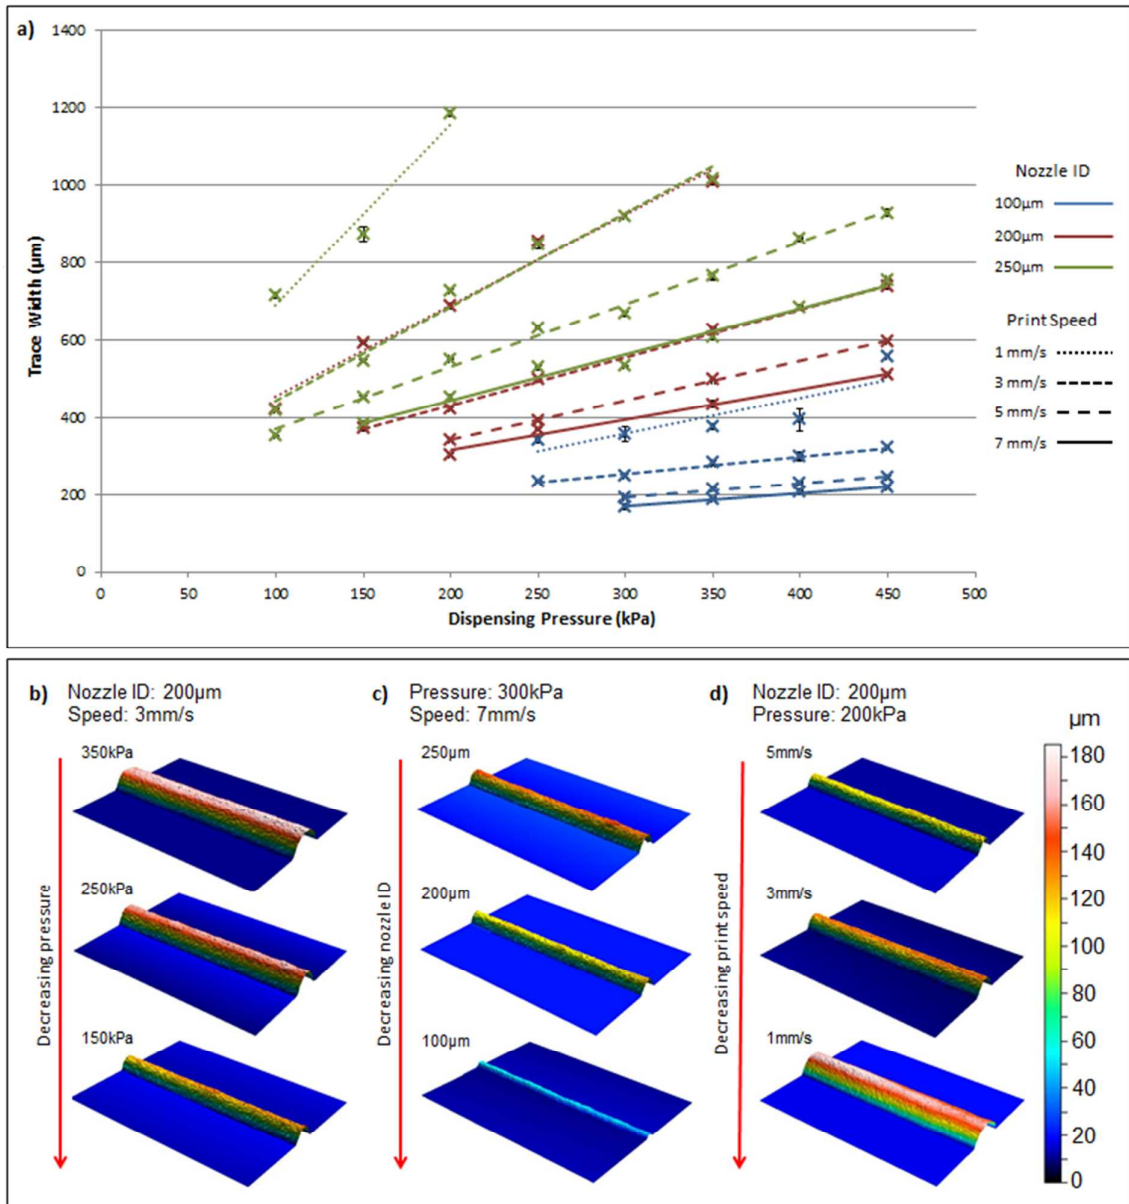 a)
1400
1200
1000
800
600
400
200
0
Trace Width (µm)
0 50 100 150 200 250 300 350 400 450 500
Dispensing Pressure (kPa)
Nozzle ID
100µm
200µm
250µm
Print Speed
1 mm/s
3 mm/s
5 mm/s
7 mm/s
b) Nozzle ID: 200µm
Speed: 3mm/s
Decreasing pressure
350kPa
250kPa
150kPa
c) Pressure: 300kPa
Speed: 7mm/s
Decreasing nozzle ID
250µm
200µm
100µm
d) Nozzle ID: 200µm
Pressure: 200kPa
Decreasing print speed
5mm/s
3mm/s
1mm/s
µm
180
160
140
120
100
80
60
40
20
0